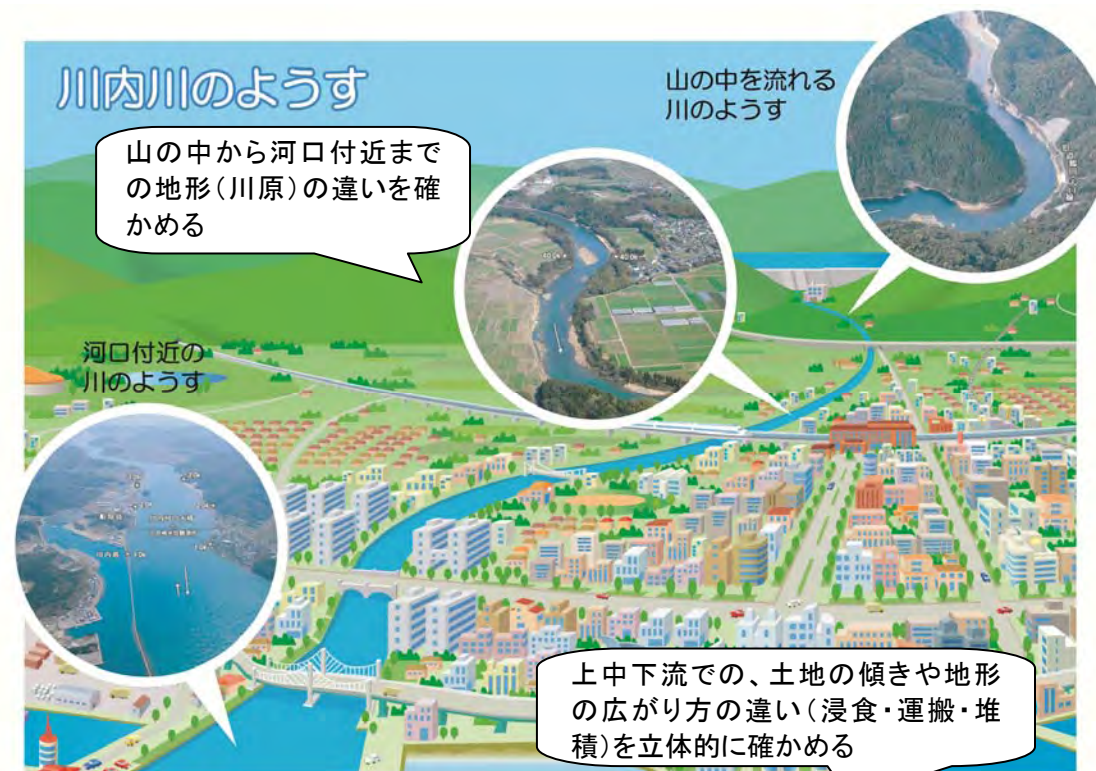 川内川のようす
山の中を流れる
川のようす
山の中から河口付近まで
の地形(川原)の違いを確
かめる
河口付近の
川のようす
上中下流での、土地の傾きや地形
の広がり方の違い(浸食・運搬・堆
積)を立体的に確かめる